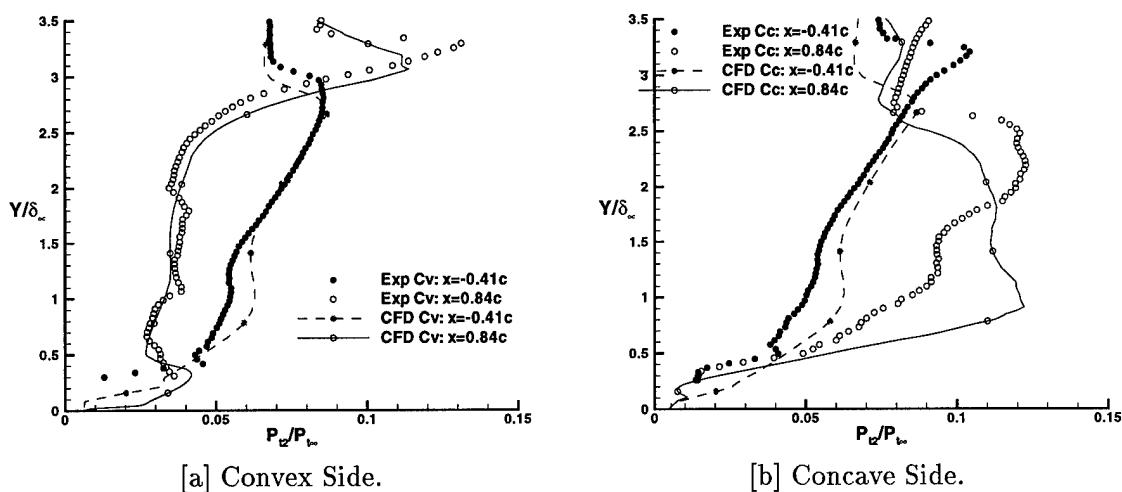 3.5
3
2.5
2
Y/δ∞
1.5
1
0.5
0
0.05
0.1
0.15
Pt2/Pt∞
Exp Cv: x=-0.41c
Exp Cv: x=0.84c
CFD Cv: x=-0.41c
CFD Cv: x=0.84c
[a] Convex Side.
3.5
3
2.5
2
Y/δ∞
1.5
1
0.5
0
0.05
0.1
0.15
Pt2/Pt∞
Exp Cc: x=-0.41c
Exp Cc: x=0.84c
CFD Cc: x=-0.41c
CFD Cc: x=0.84c
[b] Concave Side.